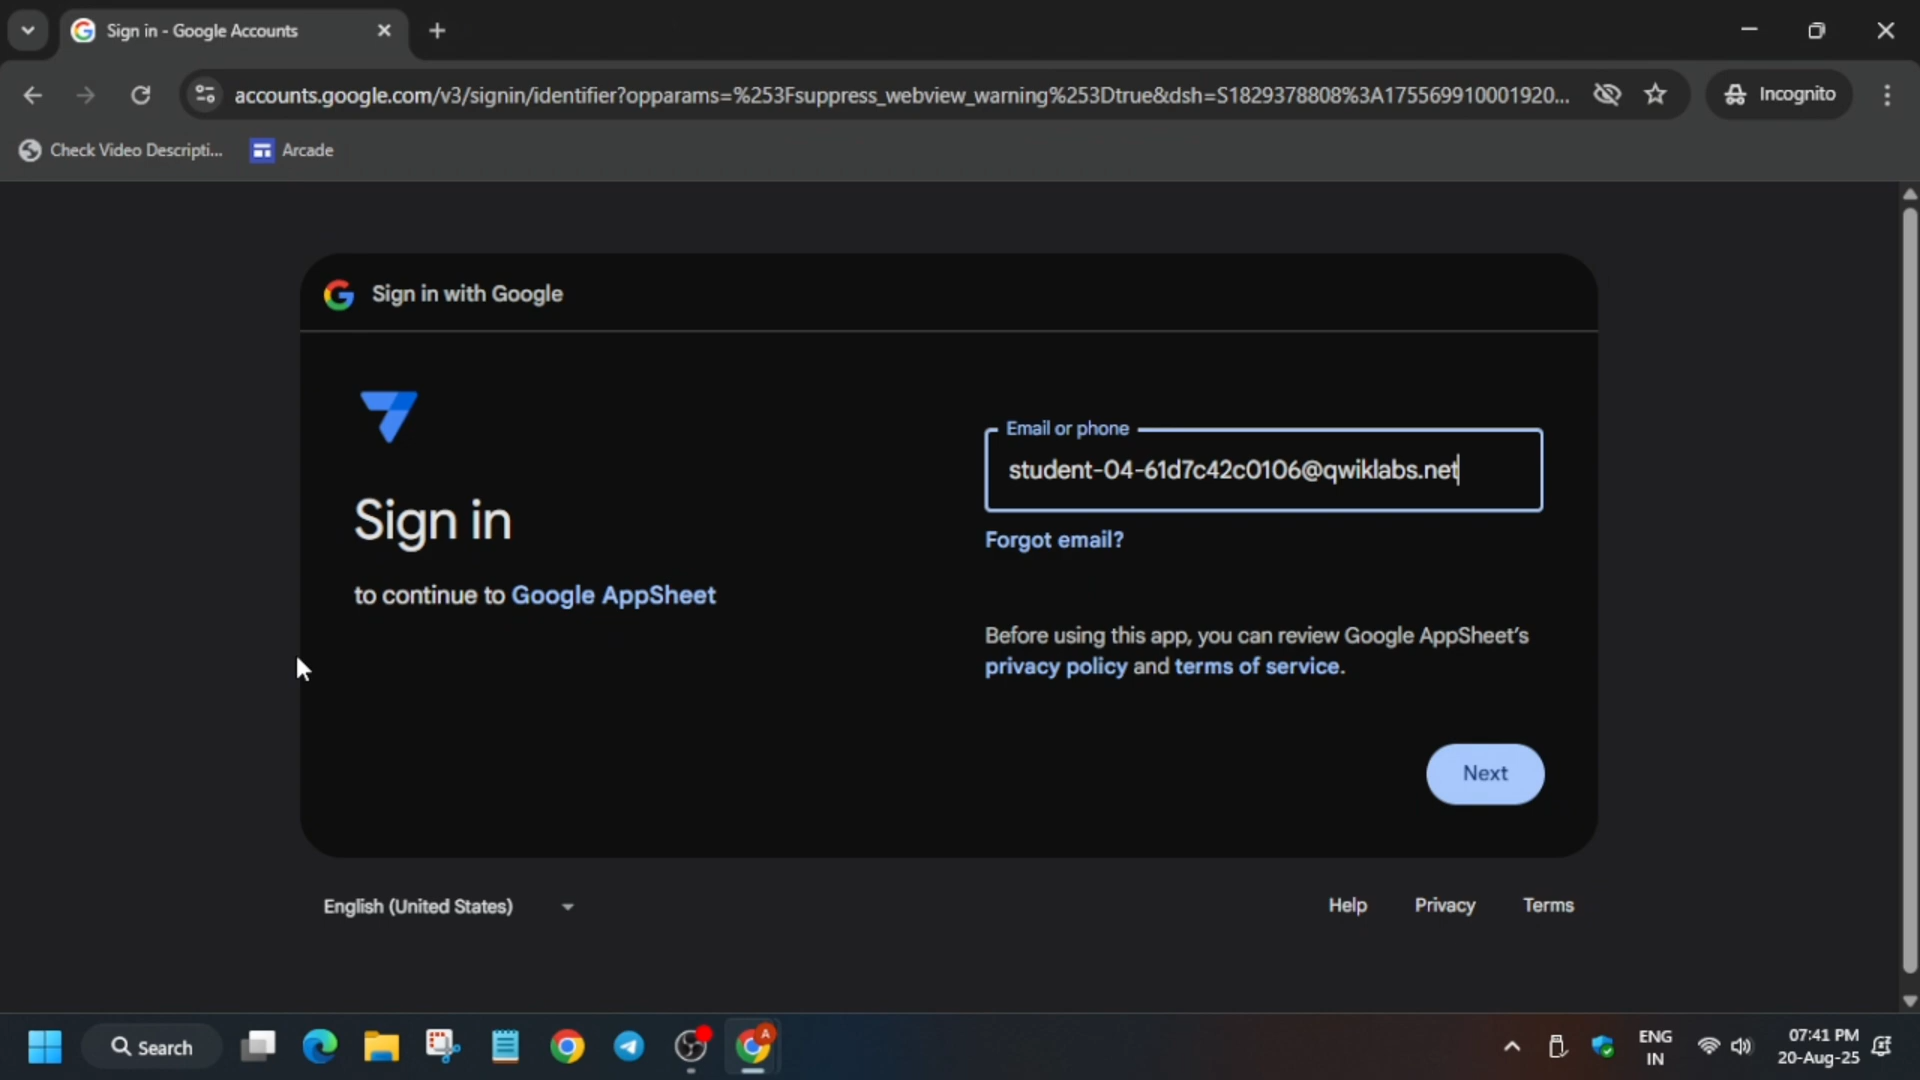 Sign in - Google Accounts
accounts.google.com/v3/signin/identifier?opparams=%253Fsuppress_webview_warning%253Dtrue&dsh=S1829378808%3A175569910001920...
Incognito
Check Video Descripti...
Arcade
Sign in with Google
Sign in
to continue to Google AppSheet
Email or phone
student-04-61d7c42c0106@qwiklabs.net
Forgot email?
Before using this app, you can review Google AppSheet's
privacy policy and terms of service.
Next
English (United States)
Help
Privacy
Terms
Search
A
ENG
IN
07:41 PM
20-Aug-25